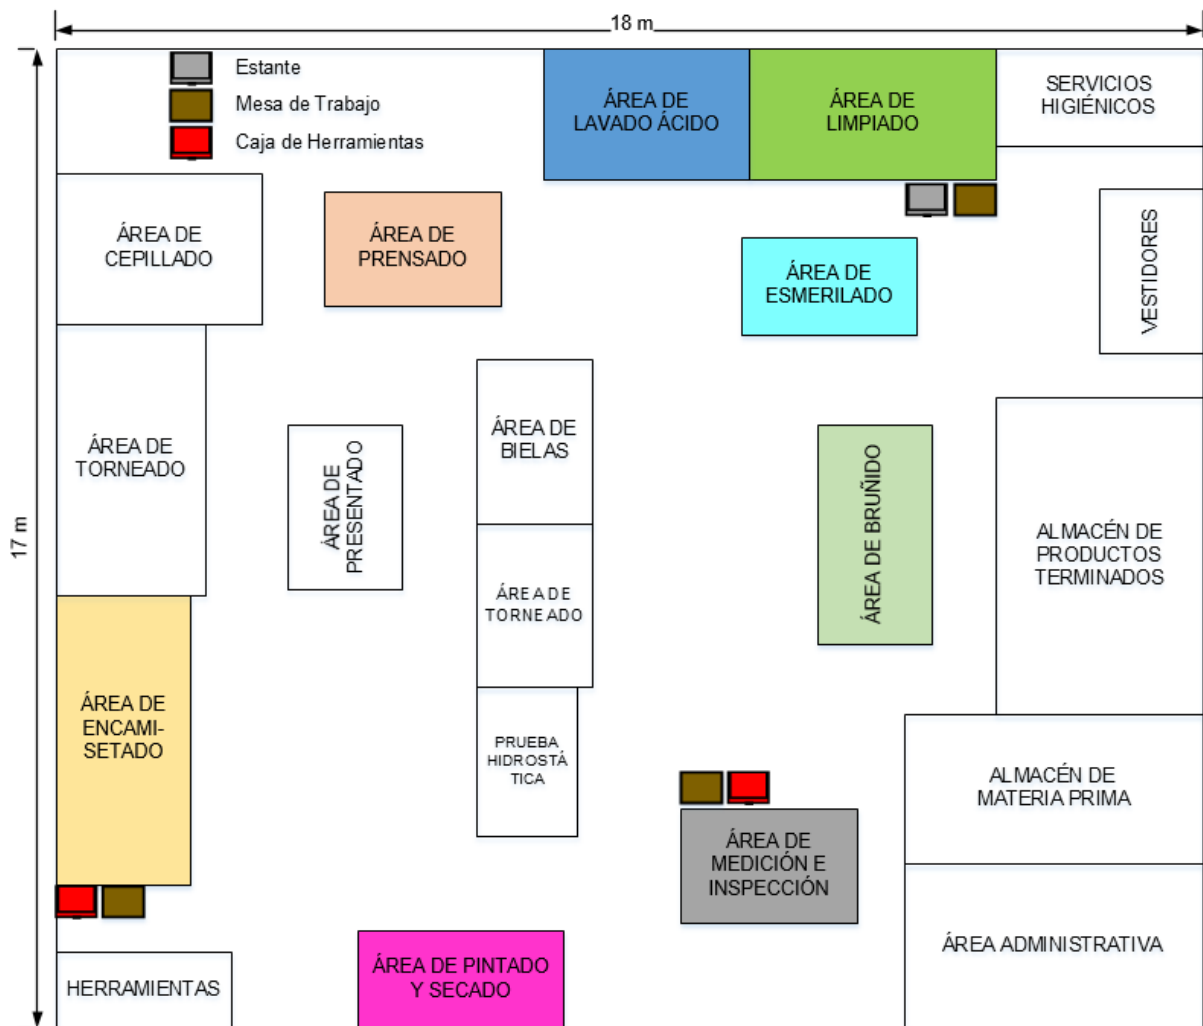 18 m
Estante
Mesa de Trabajo
Caja de Herramientas
ÁREA DE
LAVADO ÁCIDO
ÁREA DE
LIMPIADO
SERVICIOS
HIGIÉNICOS
ÁREA DE
CEPILLADO
ÁREA DE
PRENSADO
ÁREA DE
ESMERILADO
VESTIDORES
ÁREA DE
TORNEADO
ÁREA DE
PRESENTADO
ÁREA DE
BIELAS
ÁREA DE BRUÑIDO
ALMACÉN DE
PRODUCTOS
TERMINADOS
17 m
ÁREA DE
TORNEADO
ÁREA DE
ENCAMI-
SETADO
PRUEBA
HIDROSTÁ
TICA
ALMACÉN DE
MATERIA PRIMA
ÁREA DE
MEDICIÓN E
INSPECCIÓN
ÁREA ADMINISTRATIVA
HERRAMIENTAS
ÁREA DE PINTADO
Y SECADO